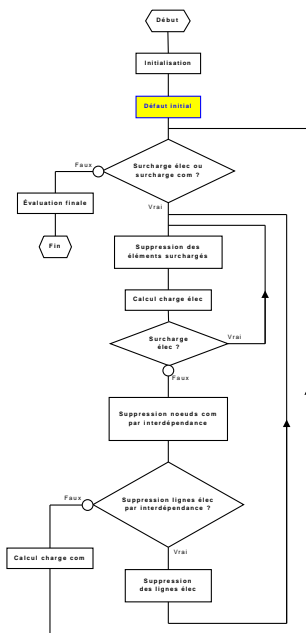 Début
Initialisation
Défaut initial
Surcharge élec ou
surcharge com ?
Faux
Vrai
Évaluation finale
Fin
Suppression des
éléments surchargés
Calcul charge élec
Surcharge
élec ?
Vrai
Faux
Suppression noeuds com
par interdépendance
Suppression lignes élec
par interdépendance ?
Faux
Vrai
Calcul charge com
Suppression
des lignes élec